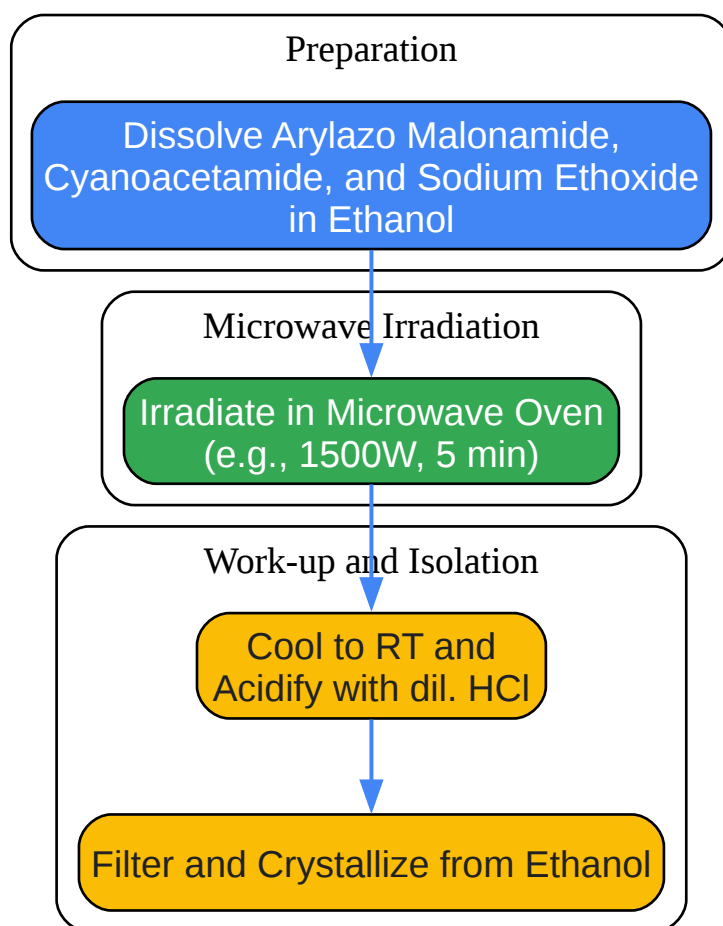 Preparation
Dissolve Arylazo Malonamide,
Cyanoacetamide, and Sodium Ethoxide
in Ethanol
Microwave Irradiation
Irradiate in Microwave Oven
(e.g., 1500W, 5 min)
Work-up and Isolation
Cool to RT and
Acidify with dil. HCl
Filter and Crystallize from Ethanol